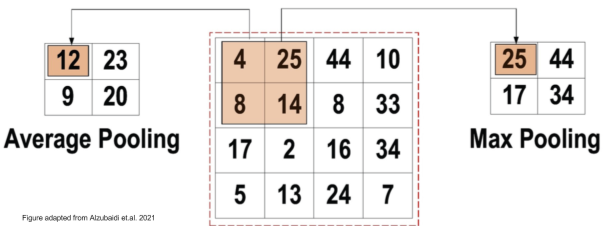 12 23
9 20
Average Pooling
4 25 44 10
8 14 8 33
17 2 16 34
5 13 24 7
25 44
17 34
Max Pooling
Figure adapted from Alzubaidi et.al. 2021